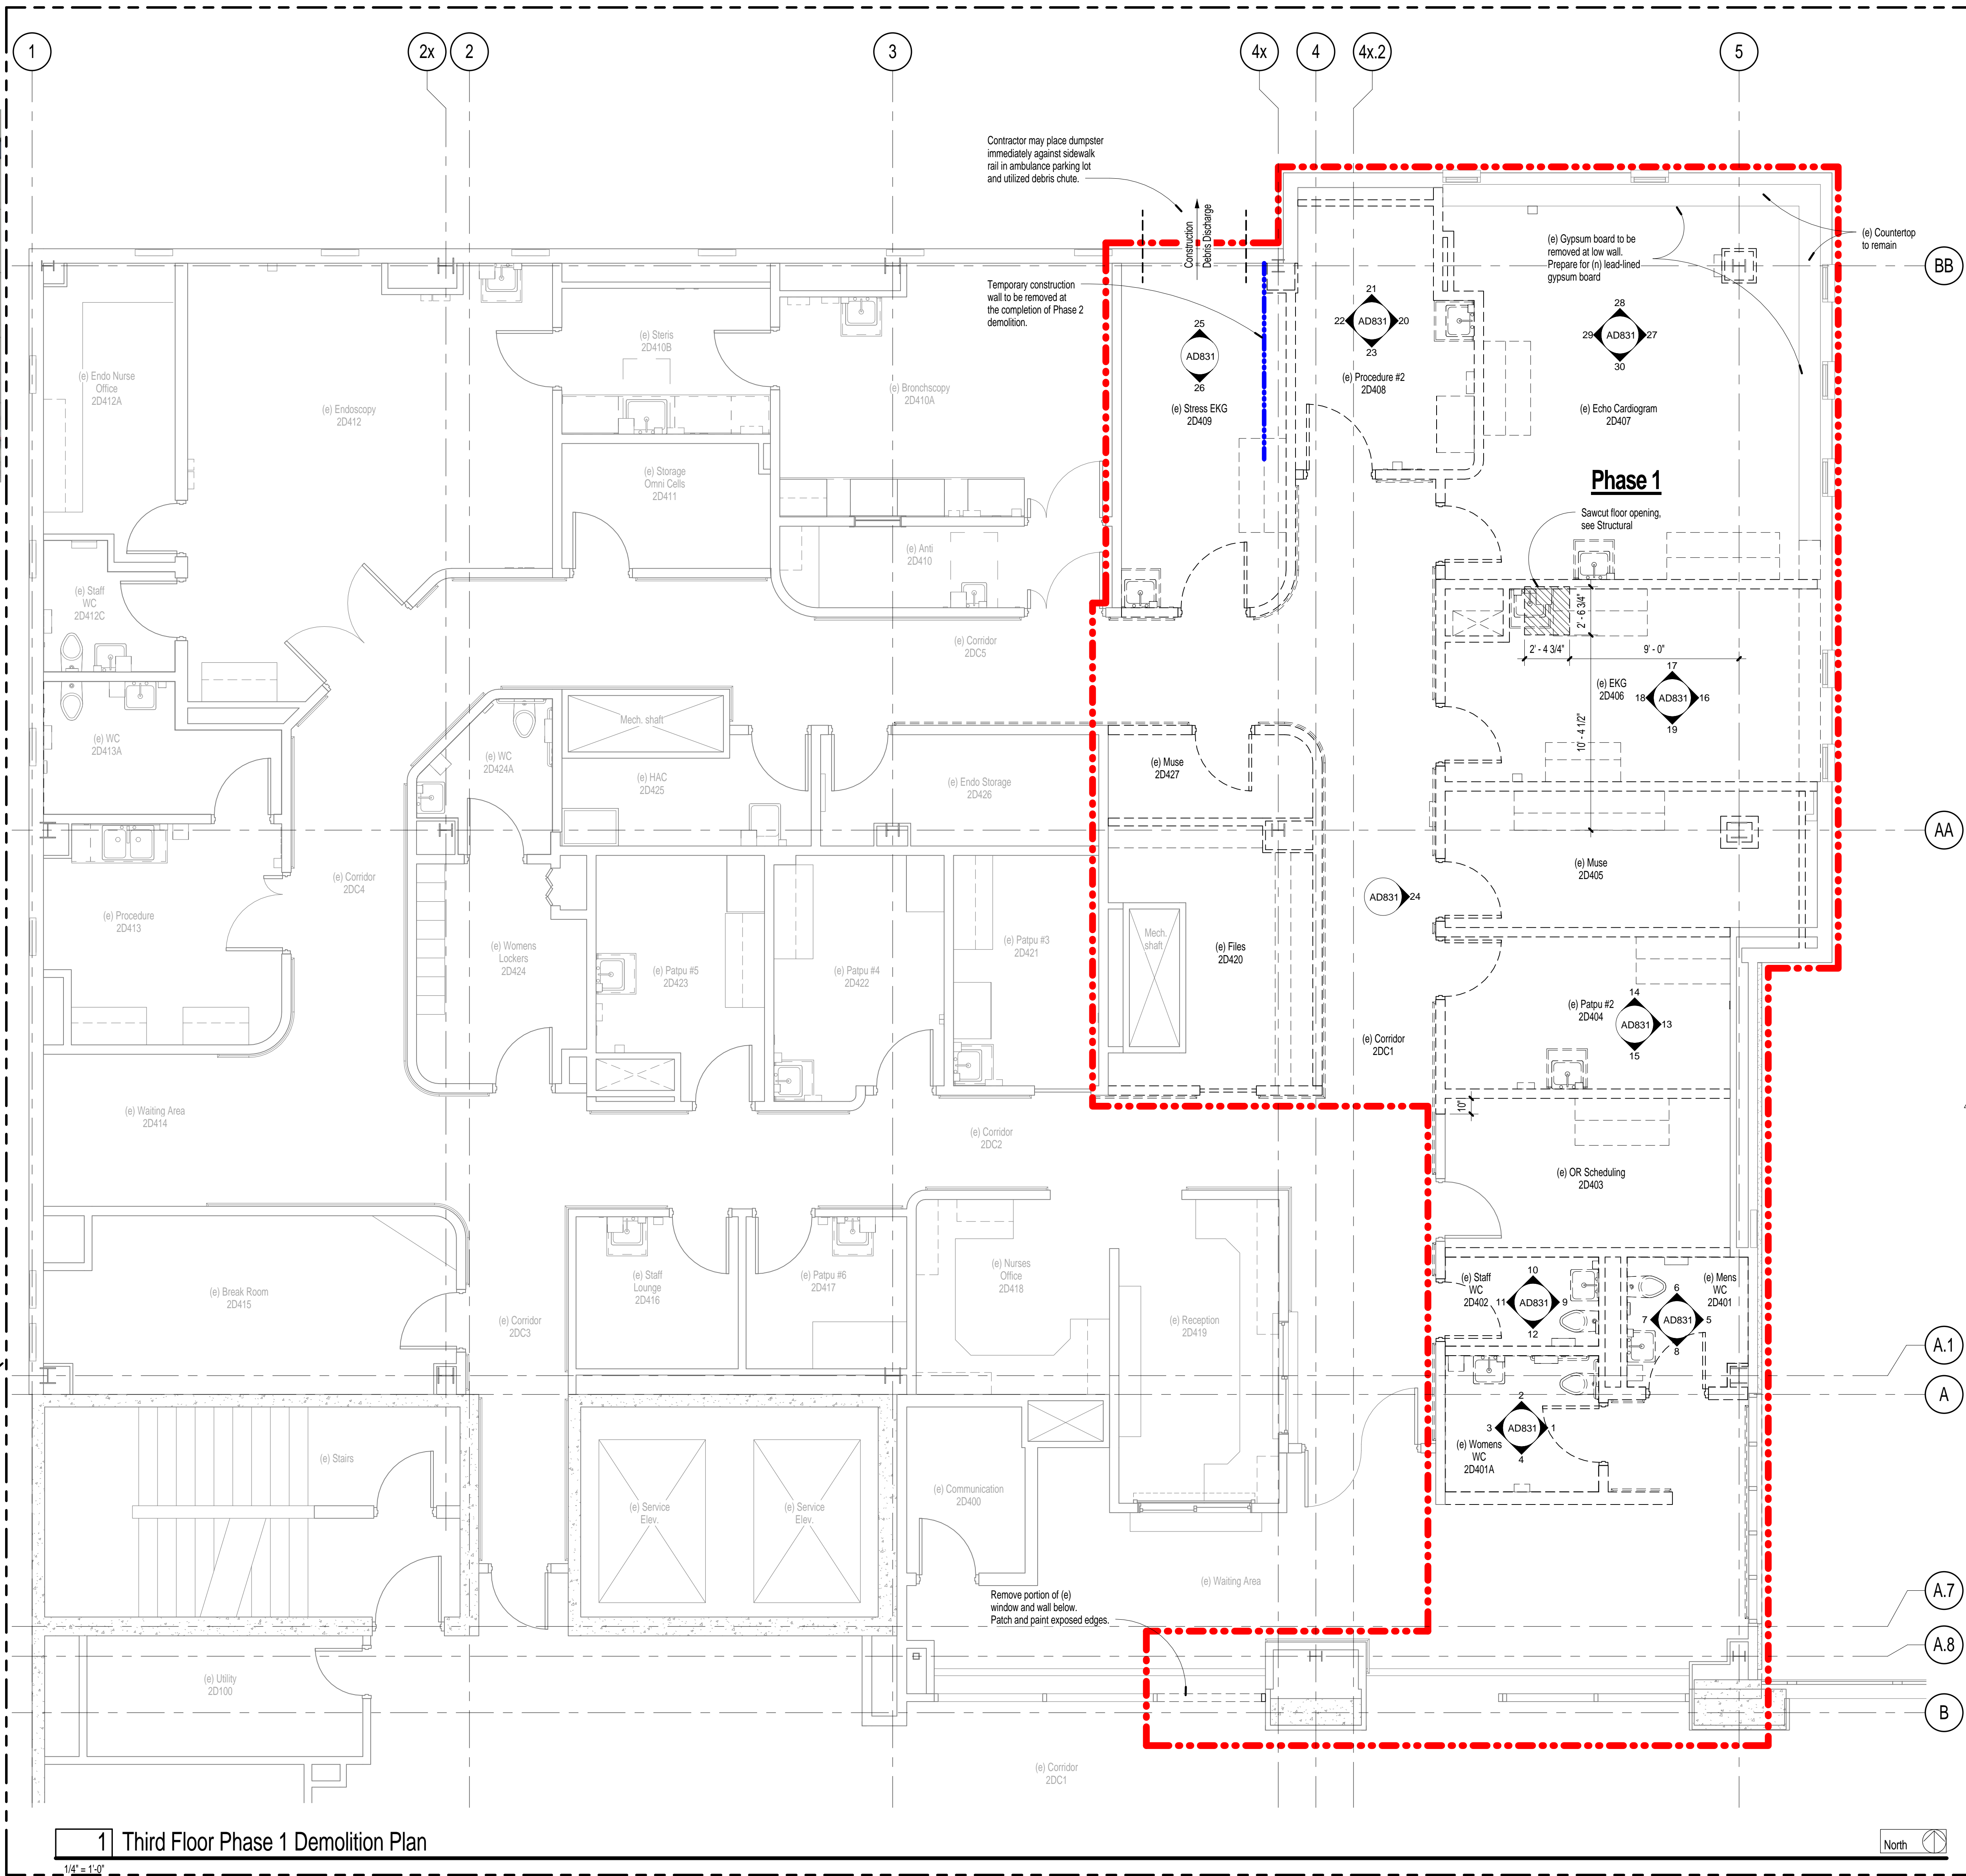 1
2x
2
3
4x
4
4x.2
5
Contractor may place dumpster
immediately against sidewalk
rail in ambulance parking lot
and utilized debris chute.
Construction
Debris Discharge
(e) Gypsum board to be
removed at low wall.
Prepare for (n) lead-lined
gypsum board
(e) Countertop
to remain
BB
Temporary construction
wall to be removed at
the completion of Phase 2
demolition.
25
AD831
26
21
22
AD831
20
23
28
29
AD831
27
30
(e) Steris
2D410B
(e) Endo Nurse
Office
2D412A
(e) Endoscopy
2D412
(e) Bronchscopy
2D410A
(e) Stress EKG
2D409
(e) Procedure #2
2D408
(e) Echo Cardiogram
2D407
(e) Storage
Omni Cells
2D411
Phase 1
Sawcut floor opening,
see Structural
(e) Anti
2D410
(e) Staff
WC
2D412C
(e) Corridor
2DC5
2' - 6 3/4"
2' - 4 3/4"
9' - 0"
10' - 4 1/2"
(e) EKG
2D406
17
18
AD831
16
19
(e) WC
2D413A
Mech. shaft
(e) WC
2D424A
(e) HAC
2D425
(e) Endo Storage
2D426
(e) Muse
2D427
AA
(e) Muse
2D405
(e) Corridor
2DC4
AD831
24
(e) Procedure
2D413
(e) Womens
Lockers
2D424
(e) Patpu #5
2D423
(e) Patpu #4
2D422
(e) Patpu #3
2D421
Mech.
shaft
(e) Files
2D420
(e) Patpu #2
2D404
14
AD831
13
15
(e) Corridor
2DC1
10"
(e) Waiting Area
2D414
(e) Corridor
2DC2
(e) OR Scheduling
2D403
(e) Break Room
2D415
(e) Corridor
2DC3
(e) Staff
Lounge
2D416
(e) Patpu #6
2D417
(e) Nurses
Office
2D418
(e) Reception
2D419
(e) Staff
WC
2D402
10
11
AD831
9
12
(e) Mens
WC
2D401
6
7
AD831
5
8
A.1
A
2
3
AD831
1
4
(e) Womens
WC
2D401A
(e) Stairs
(e) Service
Elev.
(e) Service
Elev.
(e) Communication
2D400
(e) Waiting Area
Remove portion of (e)
window and wall below.
Patch and paint exposed edges.
A.7
A.8
B
(e) Utility
2D100
(e) Corridor
2DC1
1 Third Floor Phase 1 Demolition Plan
1/4" = 1'-0"
North